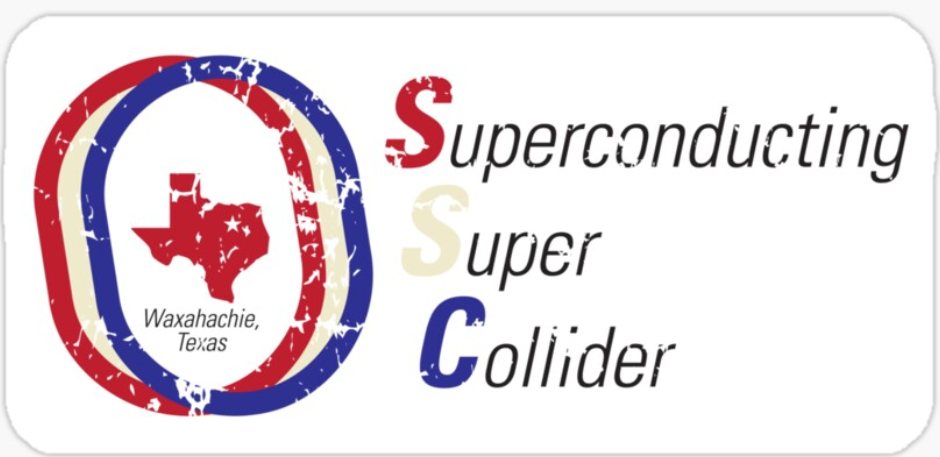 Superconducting
Super
Collider
Waxahachie,
Texas